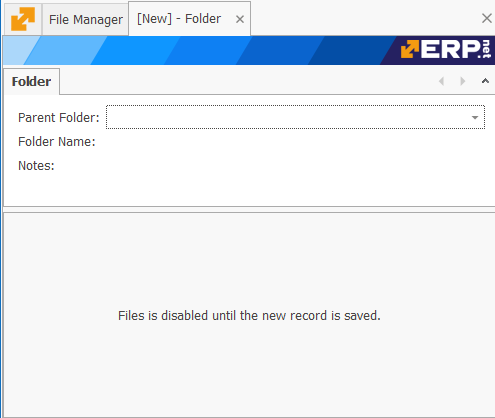 File Manager
[New] - Folder
ERP.net
Folder
Parent Folder:
Folder Name:
Notes:
Files is disabled until the new record is saved.